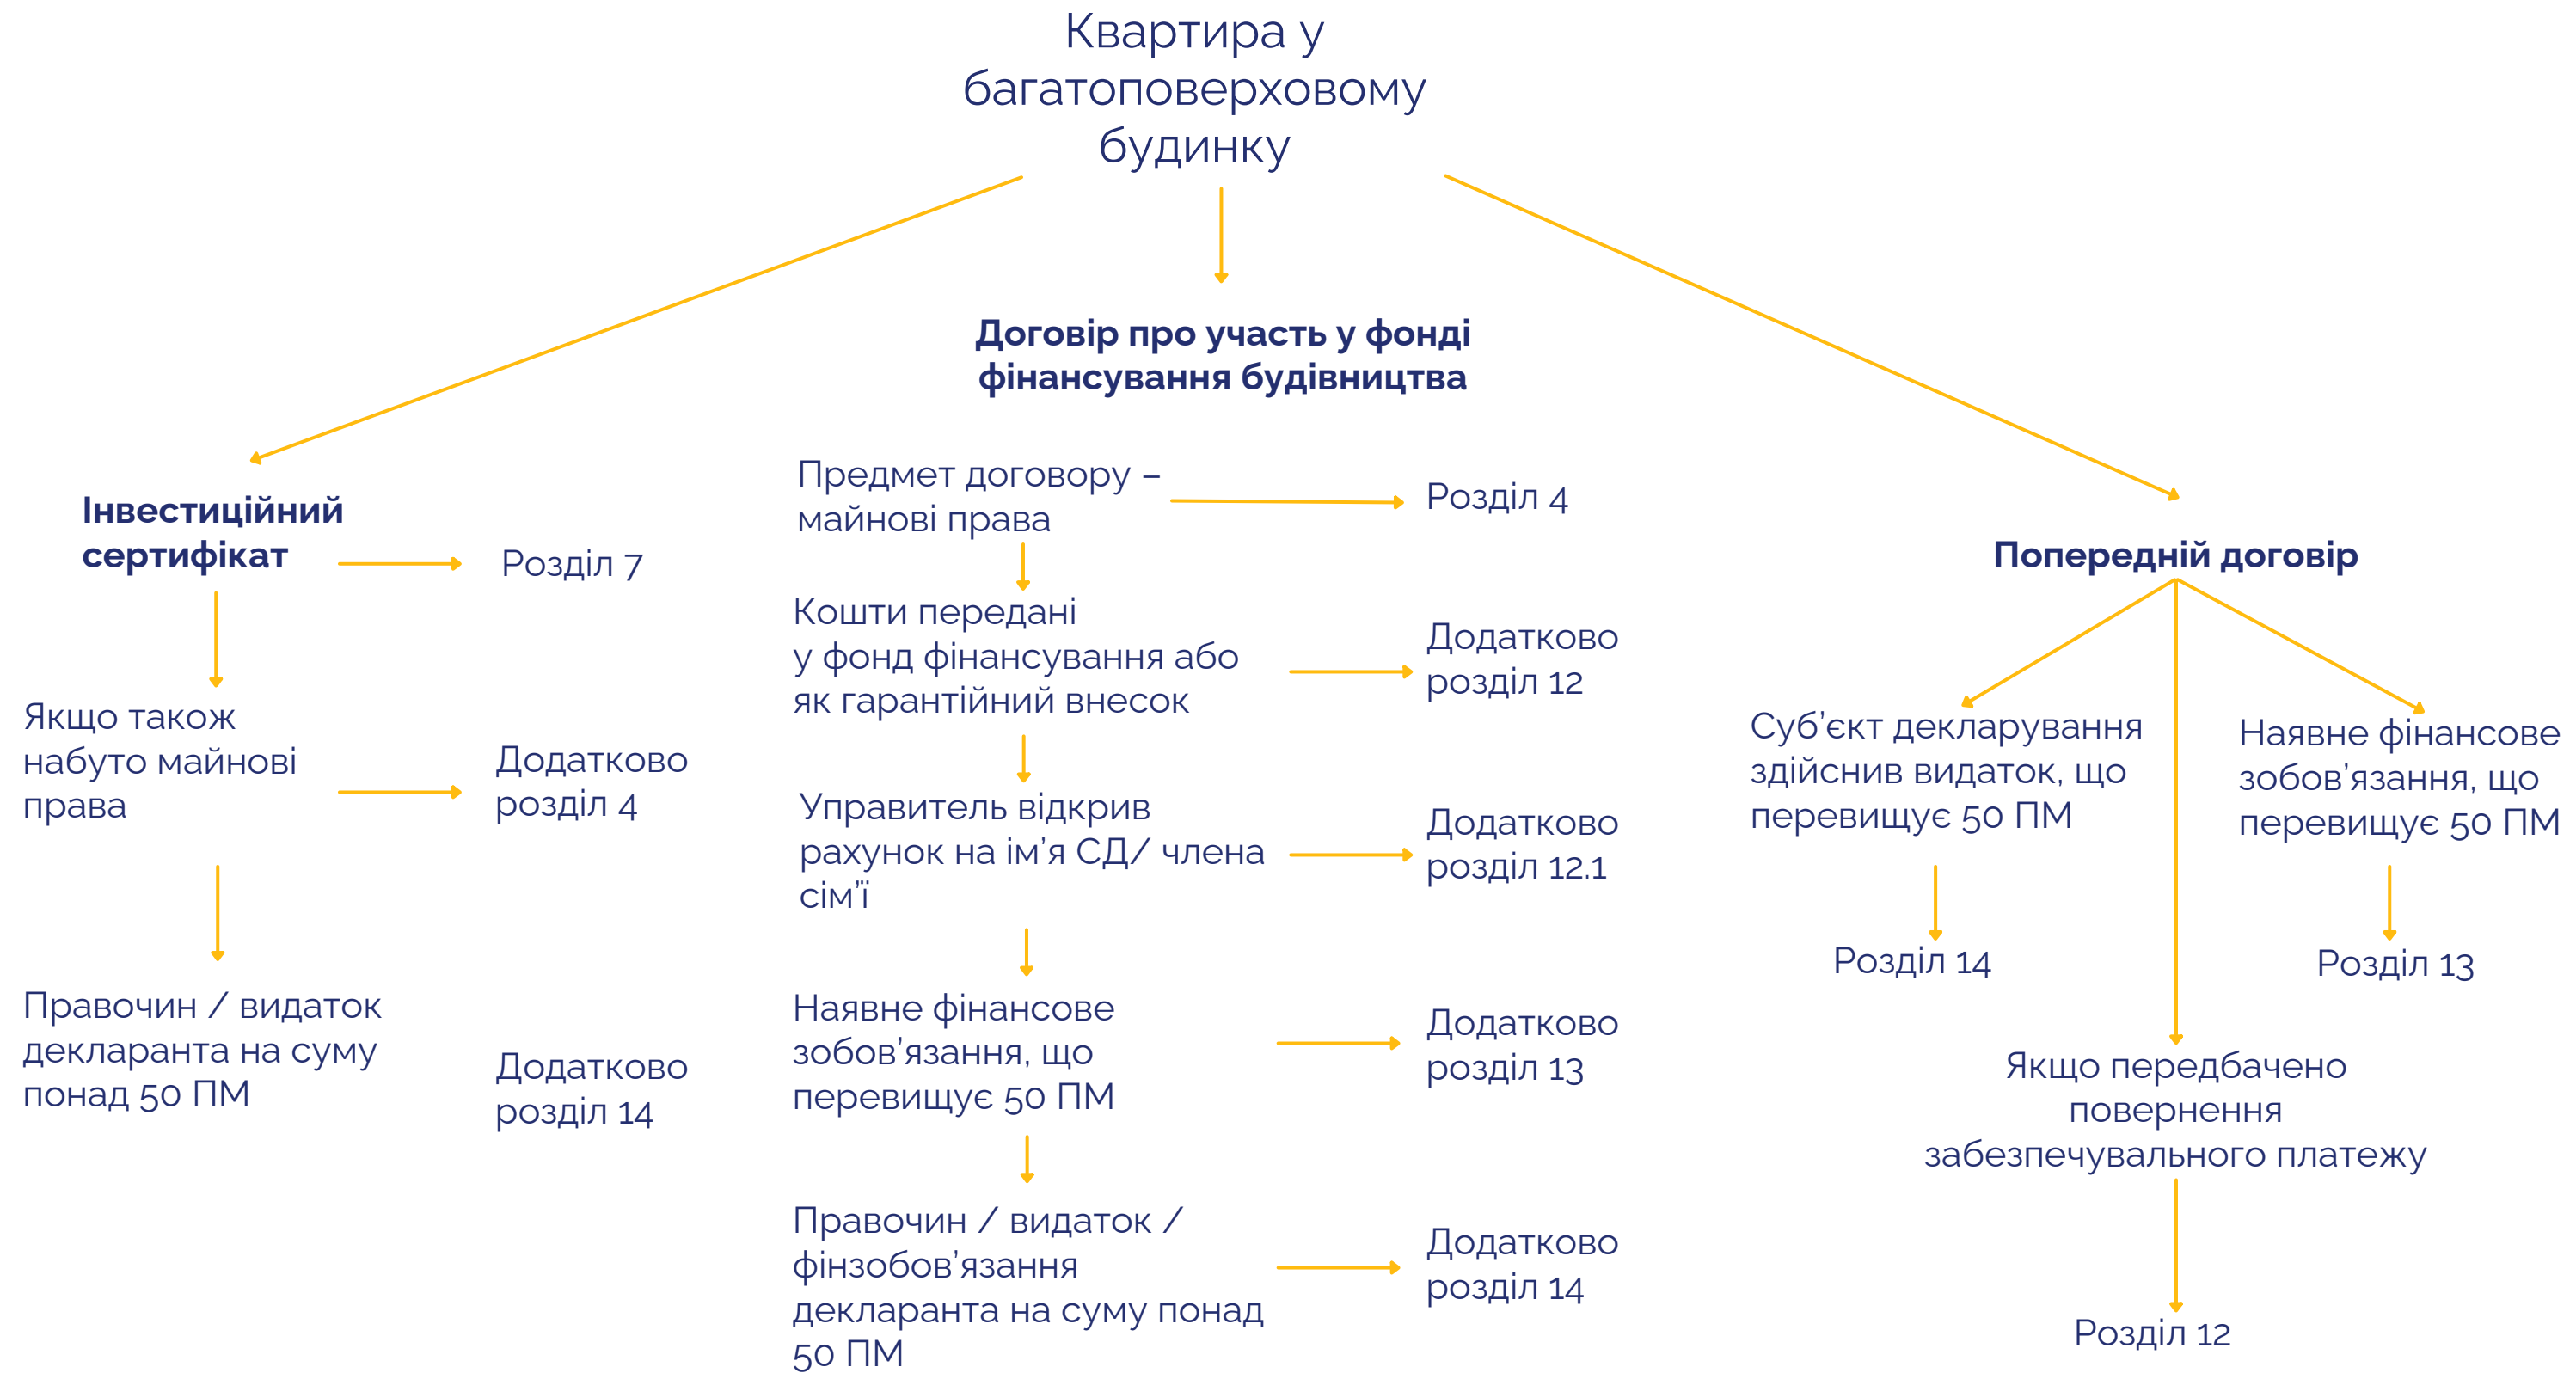 Квартира у
багатоповерховому
будинку
Інвестиційний
сертифікат
Розділ 7
Якщо також
набуто майнові
права
Додатково
розділ 4
Правочин / видаток
декларанта на суму
понад 50 ПМ
Додатково
розділ 14
Договір про участь у фонді
фінансування будівництва
Предмет договору –
майнові права
Розділ 4
Кошти передані
у фонд фінансування або
як гарантійний внесок
Додатково
розділ 12
Управитель відкрив
рахунок на ім’я СД/ члена
сім’ї
Додатково
розділ 12.1
Наявне фінансове
зобов’язання, що
перевищує 50 ПМ
Додатково
розділ 13
Правочин / видаток /
фінзобов’язання
декларанта на суму понад
50 ПМ
Додатково
розділ 14
Попередній договір
Суб’єкт декларування
здійснив видаток, що
перевищує 50 ПМ
Розділ 14
Наявне фінансове
зобов’язання, що
перевищує 50 ПМ
Розділ 13
Якщо передбачено
повернення
забезпечувального платежу
Розділ 12